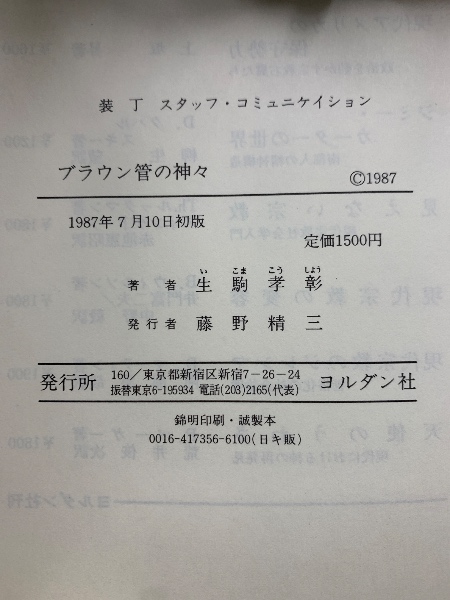 装丁 スタッフ・コミュニケイション
ブラウン管の神々 ©1987
1987年7月10日初版
定価1500円
著者 生駒孝彰
い こま こう しょう
発行者 藤野精三
発行所 160/東京都新宿区新宿7-26-24 ヨルダン社
振替東京6-195934 電話(203)2165(代表)
錦明印刷・誠製本
0016-417356-6100(日キ販)